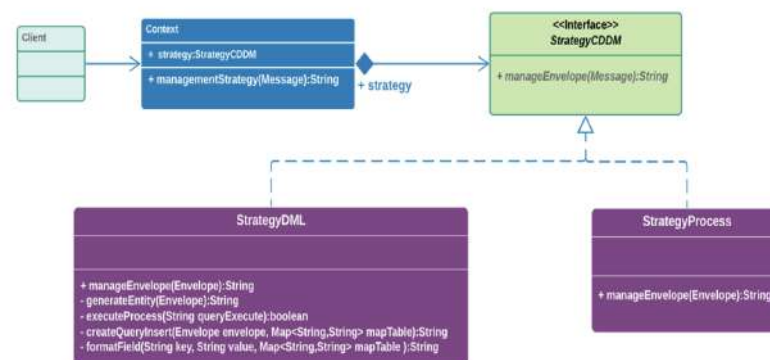 Client
Context
+ strategy:StrategyCDDM
+ managementStrategy(Message):String
+ strategy
<<Interface>>
StrategyCDDM
+ manageEnvelope(Message):String
StrategyDML
+ manageEnvelope(Envelope):String
- generateEntity(Envelope):String
- executeProcess(String queryExecute):boolean
- createQueryInsert(Envelope envelope, Map<String,String> mapTable):String
- formatField(String key, String value, Map<String,String> mapTable ):String
StrategyProcess
+ manageEnvelope(Envelope):String